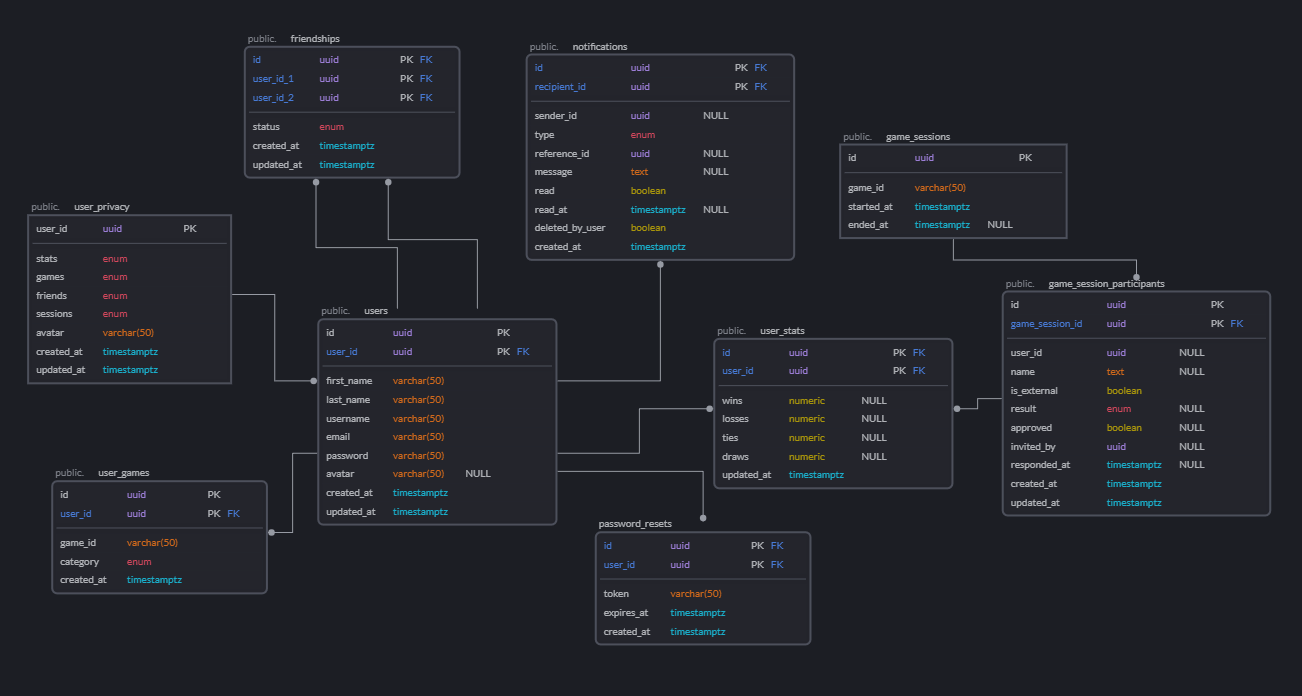 public. friendships
id uuid PK FK
user_id_1 uuid PK FK
user_id_2 uuid PK FK
status enum
created_at timestamptz
updated_at timestamptz
public. notifications
id uuid PK FK
recipient_id uuid PK FK
sender_id uuid NULL
type enum
reference_id uuid NULL
message text NULL
read boolean
read_at timestamptz NULL
deleted_by_user boolean
created_at timestamptz
public. game_sessions
id uuid PK
game_id varchar(50)
started_at timestamptz
ended_at timestamptz NULL
public. user_privacy
user_id uuid PK
stats enum
games enum
friends enum
sessions enum
avatar varchar(50)
created_at timestamptz
updated_at timestamptz
public. users
id uuid PK
user_id uuid PK FK
first_name varchar(50)
last_name varchar(50)
username varchar(50)
email varchar(50)
password varchar(50)
avatar varchar(50) NULL
created_at timestamptz
updated_at timestamptz
public. user_stats
id uuid PK FK
user_id uuid PK FK
wins numeric NULL
losses numeric NULL
ties numeric NULL
draws numeric NULL
updated_at timestamptz
public. game_session_participants
id uuid PK
game_session_id uuid PK FK
user_id uuid NULL
name text NULL
is_external boolean
result enum NULL
approved boolean NULL
invited_by uuid NULL
responded_at timestamptz NULL
created_at timestamptz
updated_at timestamptz
public. user_games
id uuid PK
user_id uuid PK FK
game_id varchar(50)
category enum
created_at timestamptz
password_resets
id uuid PK FK
user_id uuid PK FK
token varchar(50)
expires_at timestamptz
created_at timestamptz